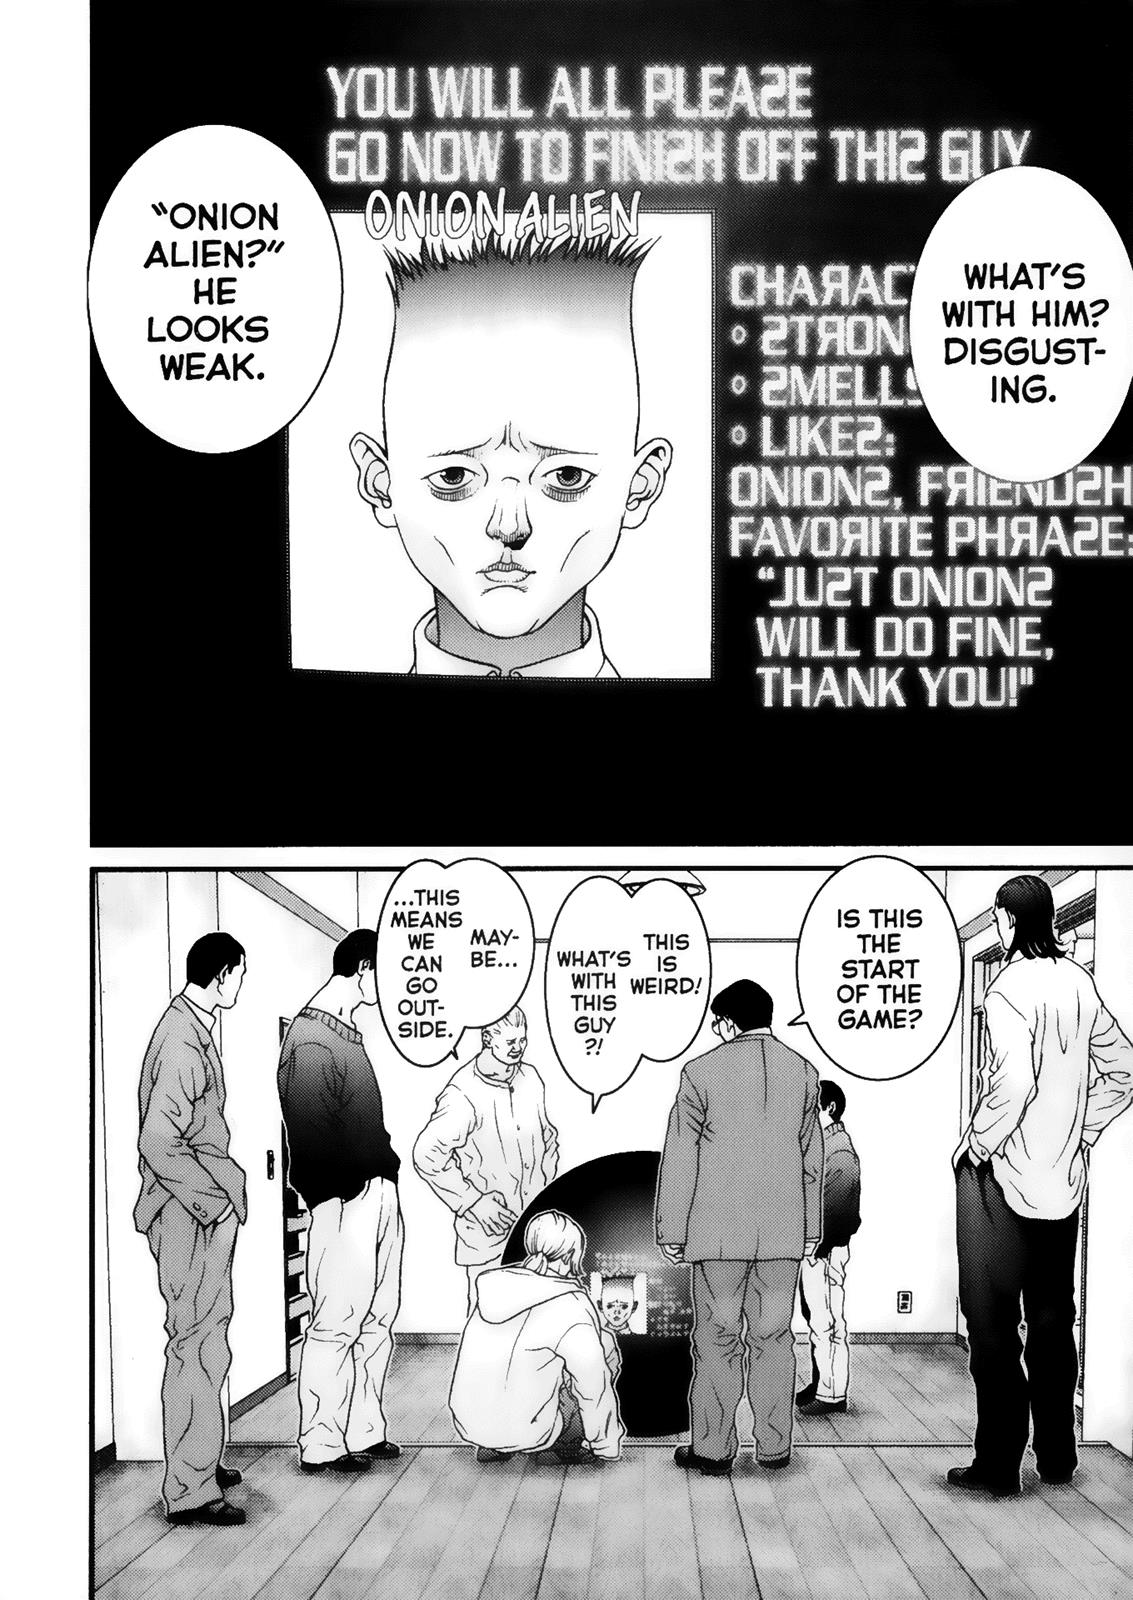 YOU WILL ALL PLEASE
GO NOW TO FINISH OFF THIS GUY
WHAT'S
WITH HIM?
DISGUST-
ING.
"ONION
ALIEN?"
HE
LOOKS
WEAK.
ONION ALIEN
CHARACT
• STRON
• SMELLS
• LIKES:
ONIONS, FRIENDSH
FAVORITE PHRASE:
"JUST ONIONS
WILL DO FINE,
THANK YOU!"
IS THIS
THE
START
OF THE
GAME?
THIS
IS
WEIRD!
WHAT'S
WITH
THIS
GUY
?!
MAY-
BE...
...THIS
MEANS
WE
CAN
GO
OUT-
SIDE.